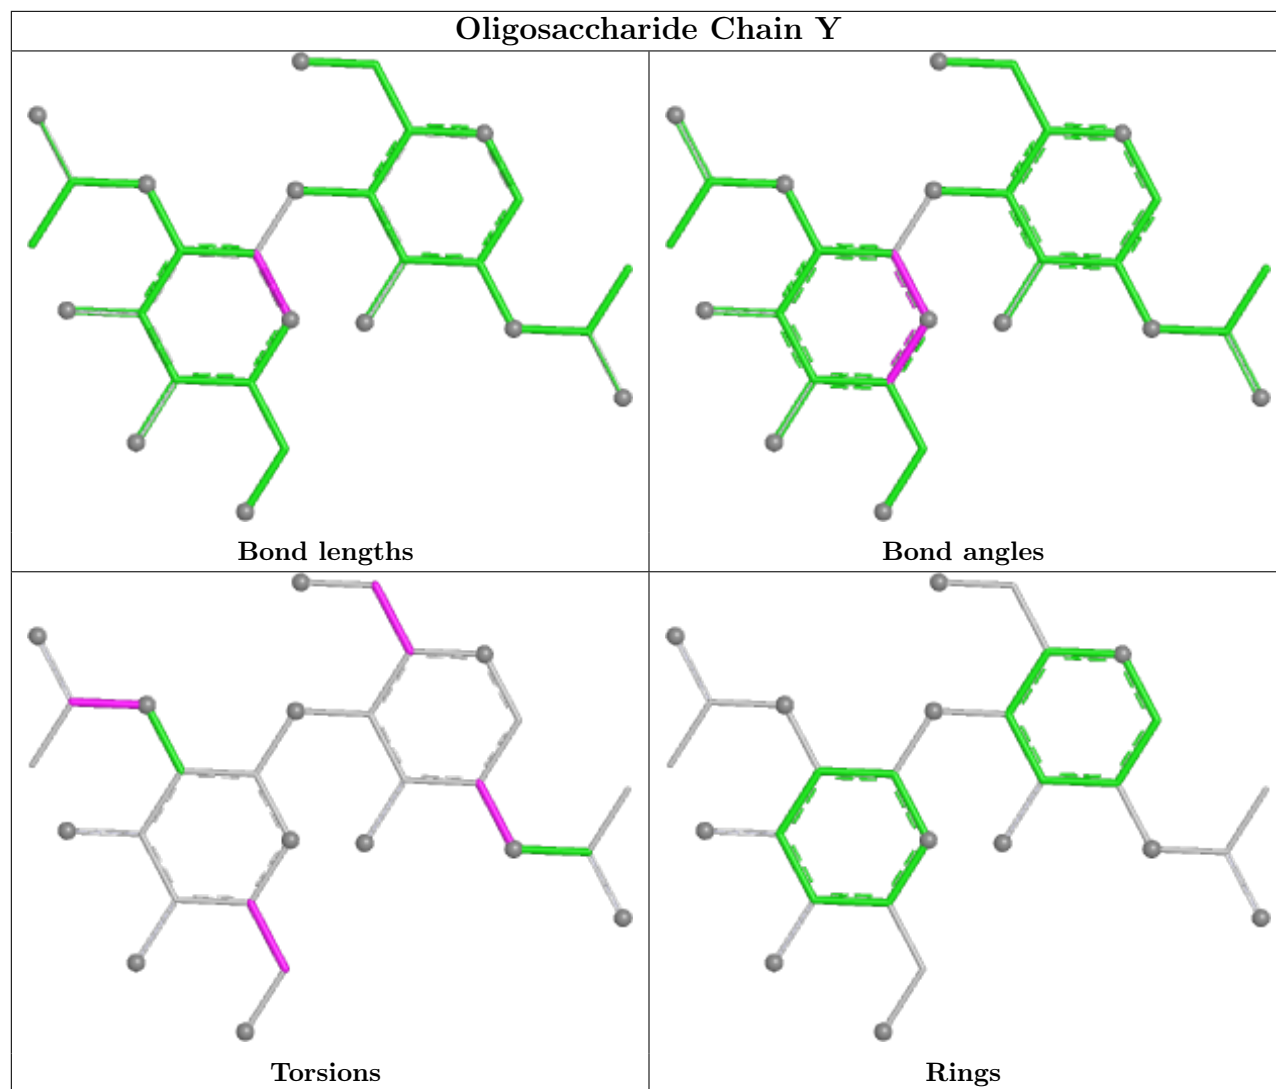 Oligosaccharide Chain Y
Bond lengths
Bond angles
Torsions
Rings